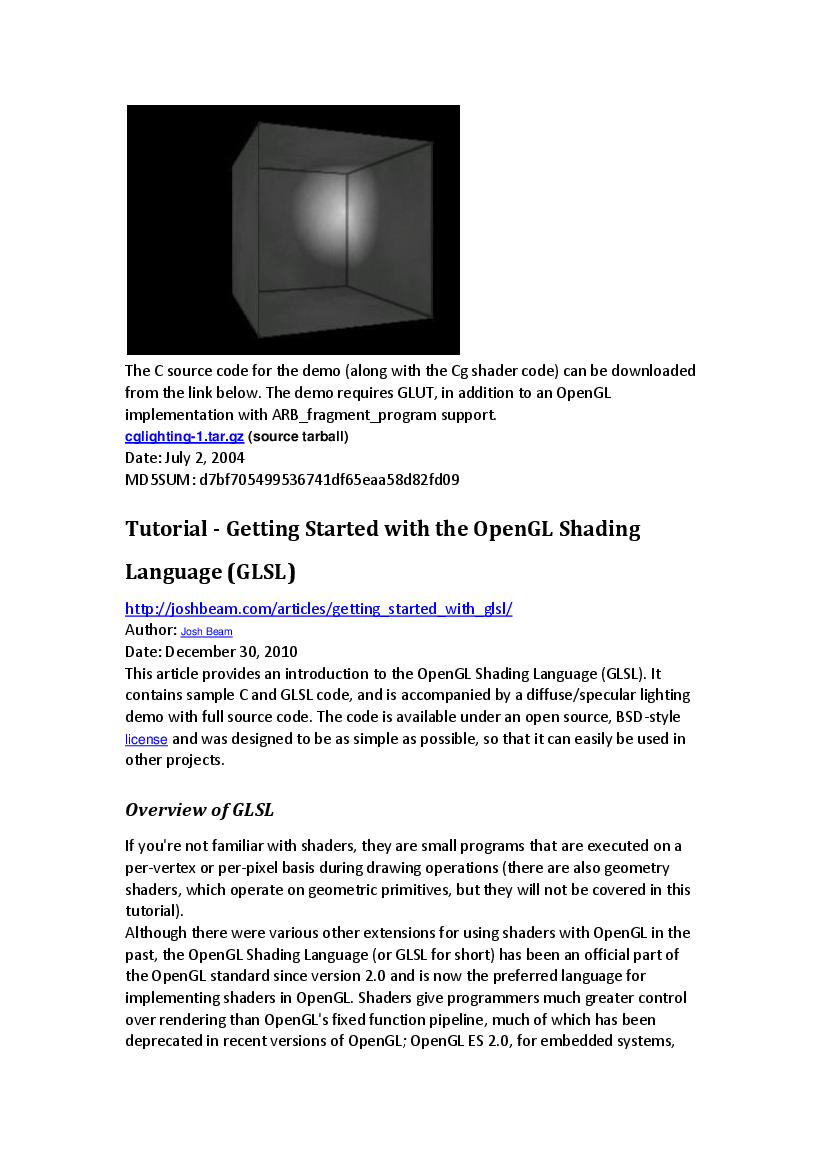 The C source code for the demo (along with the Cg shader code) can be downloaded
from the link below. The demo requires GLUT, in addition to an OpenGL
implementation with ARB_fragment_program support.
cglighting-1.tar.gz (source tarball)
Date: July 2, 2004
MD5SUM: d7bf705499536741df65eaa58d82fd09
Tutorial - Getting Started with the OpenGL Shading
Language (GLSL)
http://joshbeam.com/articles/getting_started_with_glsl/
Author: Josh Beam
Date: December 30, 2010
This article provides an introduction to the OpenGL Shading Language (GLSL). It
contains sample C and GLSL code, and is accompanied by a diffuse/specular lighting
demo with full source code. The code is available under an open source, BSD-style
license and was designed to be as simple as possible, so that it can easily be used in
other projects.
Overview of GLSL
If you're not familiar with shaders, they are small programs that are executed on a
per-vertex or per-pixel basis during drawing operations (there are also geometry
shaders, which operate on geometric primitives, but they will not be covered in this
tutorial).
Although there were various other extensions for using shaders with OpenGL in the
past, the OpenGL Shading Language (or GLSL for short) has been an official part of
the OpenGL standard since version 2.0 and is now the preferred language for
implementing shaders in OpenGL. Shaders give programmers much greater control
over rendering than OpenGL's fixed function pipeline, much of which has been
deprecated in recent versions of OpenGL; OpenGL ES 2.0, for embedded systems,